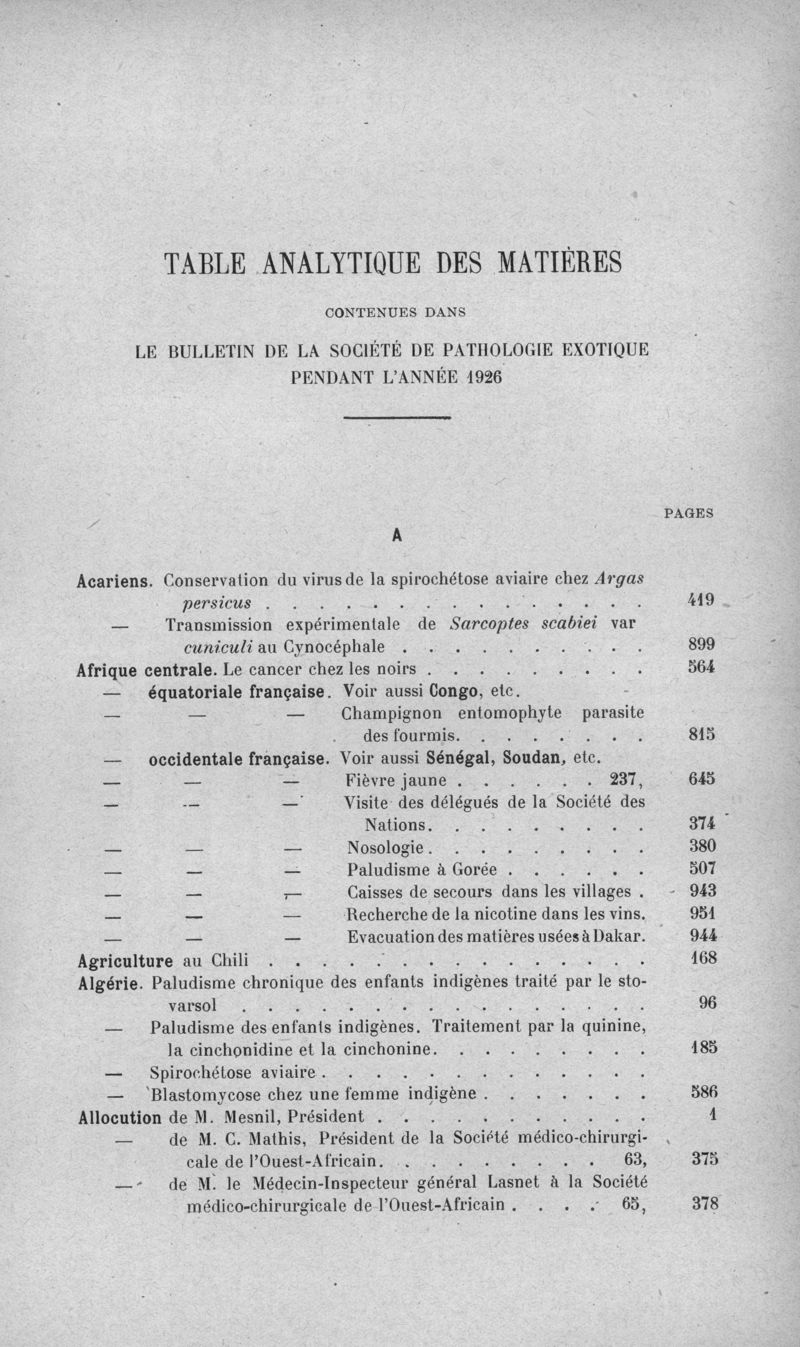 TABLE ANALYTIQUE DES MATIÈRES
CONTENUES DANS
LE BULLETIN DE LA SOCIÉTÉ DE PATHOLOGIE EXOTIQUE
PENDANT L'ANNÉE 1926
PAGES
A
Acariens. Conservation du virus de la spirochétose aviaire chez Argas
persicus . . . . . . . . . . . . . . . 419
— Transmission expérimentale de Sarcoptes scabiei var
cuniculi au Cynocéphale . . . . . . . . . . 899
Afrique centrale. Le cancer chez les noirs . . . . . . . . . 564
— équatoriale française. Voir aussi Congo, etc.
— — — Champignon entomophyte parasite
des fourmis. . . . . . . . 815
— occidentale française. Voir aussi Sénégal, Soudan, etc.
— — — Fièvre jaune . . . . . . 237, 645
— — — Visite des délégués de la Société des
Nations. . . . . . . . . 374
— — — Nosologie . . . . . . . . . 380
— — — Paludisme à Gorée . . . . . . 507
— — — Caisses de secours dans les villages . 943
— — — Recherche de la nicotine dans les vins. 951
— — — Evacuation des matières usées à Dakar. 944
Agriculture au Chili . . . . . . . . . . . . . . . 168
Algérie. Paludisme chronique des enfants indigènes traité par le sto-
varsol . . . . . . . . . . . . . . . . 96
— Paludisme des enfants indigènes. Traitement par la quinine,
la cinchonidine et la cinchonine. . . . . . . . . 185
— Spirochétose aviaire . . . . . . . . . . . . .
— Blastomycose chez une femme indigène . . . . . . . 586
Allocution de M. Mesnil, Président . . . . . . . . . . . 1
— de M. C. Mathis, Président de la Société médico-chirurgi-
cale de l'Ouest-Africain. . . . . . . . . 63, 375
— de M. le Médecin-Inspecteur général Lasnet à la Société
médico-chirurgicale de l'Ouest-Africain . . . . 65, 378